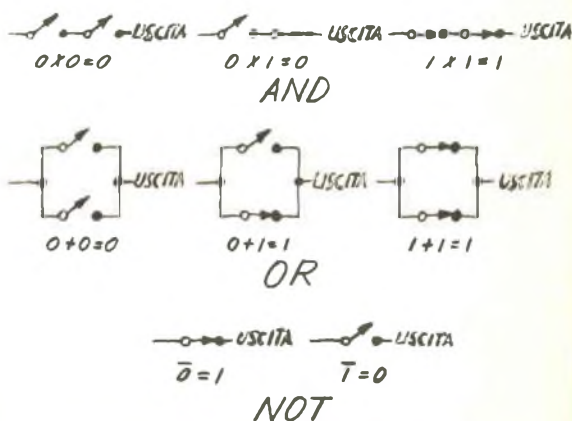 USCITA USCITA USCITA
0 x 0 = 0 0 x 1 = 0 1 x 1 = 1
AND
USCITA USCITA USCITA
0 + 0 = 0 0 + 1 = 1 1 + 1 = 1
OR
USCITA USCITA
0̅ = 1 1̅ = 0
NOT